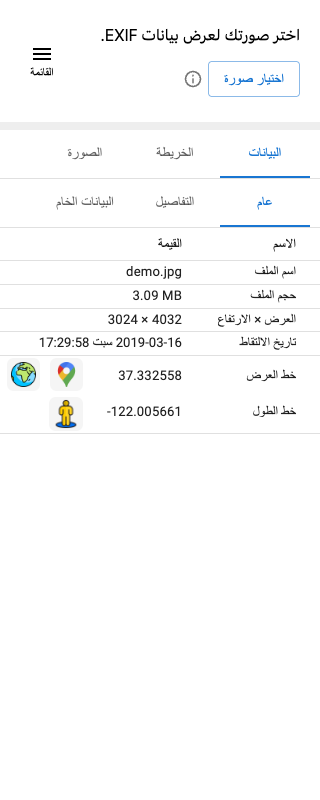 اختر صورتك لعرض بيانات EXIF.
القائمة
اختيار صورة
البيانات الخريطة الصورة
عام التفاصيل البيانات الخام
الاسم القيمة
اسم الملف demo.jpg
حجم الملف 3.09 MB
العرض × الارتفاع 3024 × 4032
تاريخ الالتقاط 2019-03-16 سبت 17:29:58
خط العرض 37.332558
خط الطول -122.005661